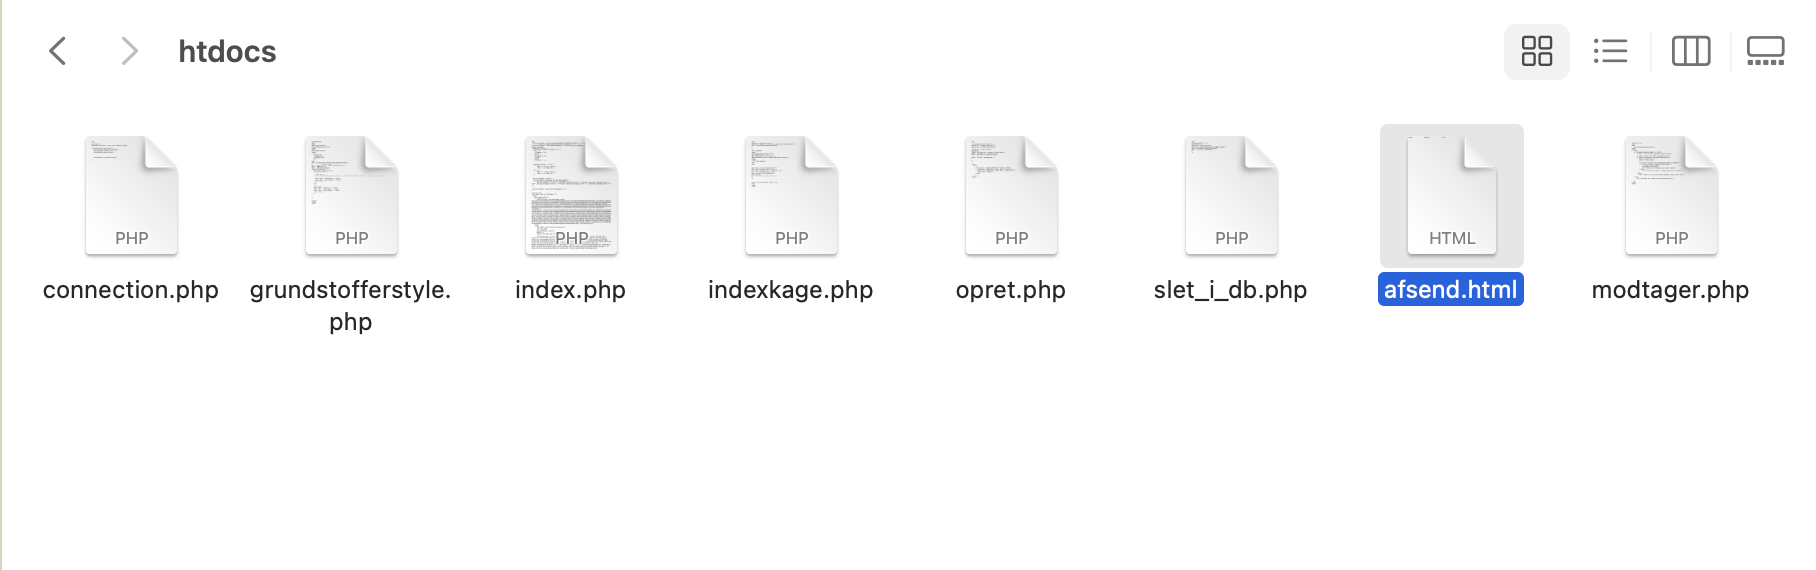 htdocs
PHP
PHP
PHP
PHP
PHP
PHP
HTML
PHP
connection.php
grundstofferstyle.
php
index.php
indexkage.php
opret.php
slet_i_db.php
afsend.html
modtager.php